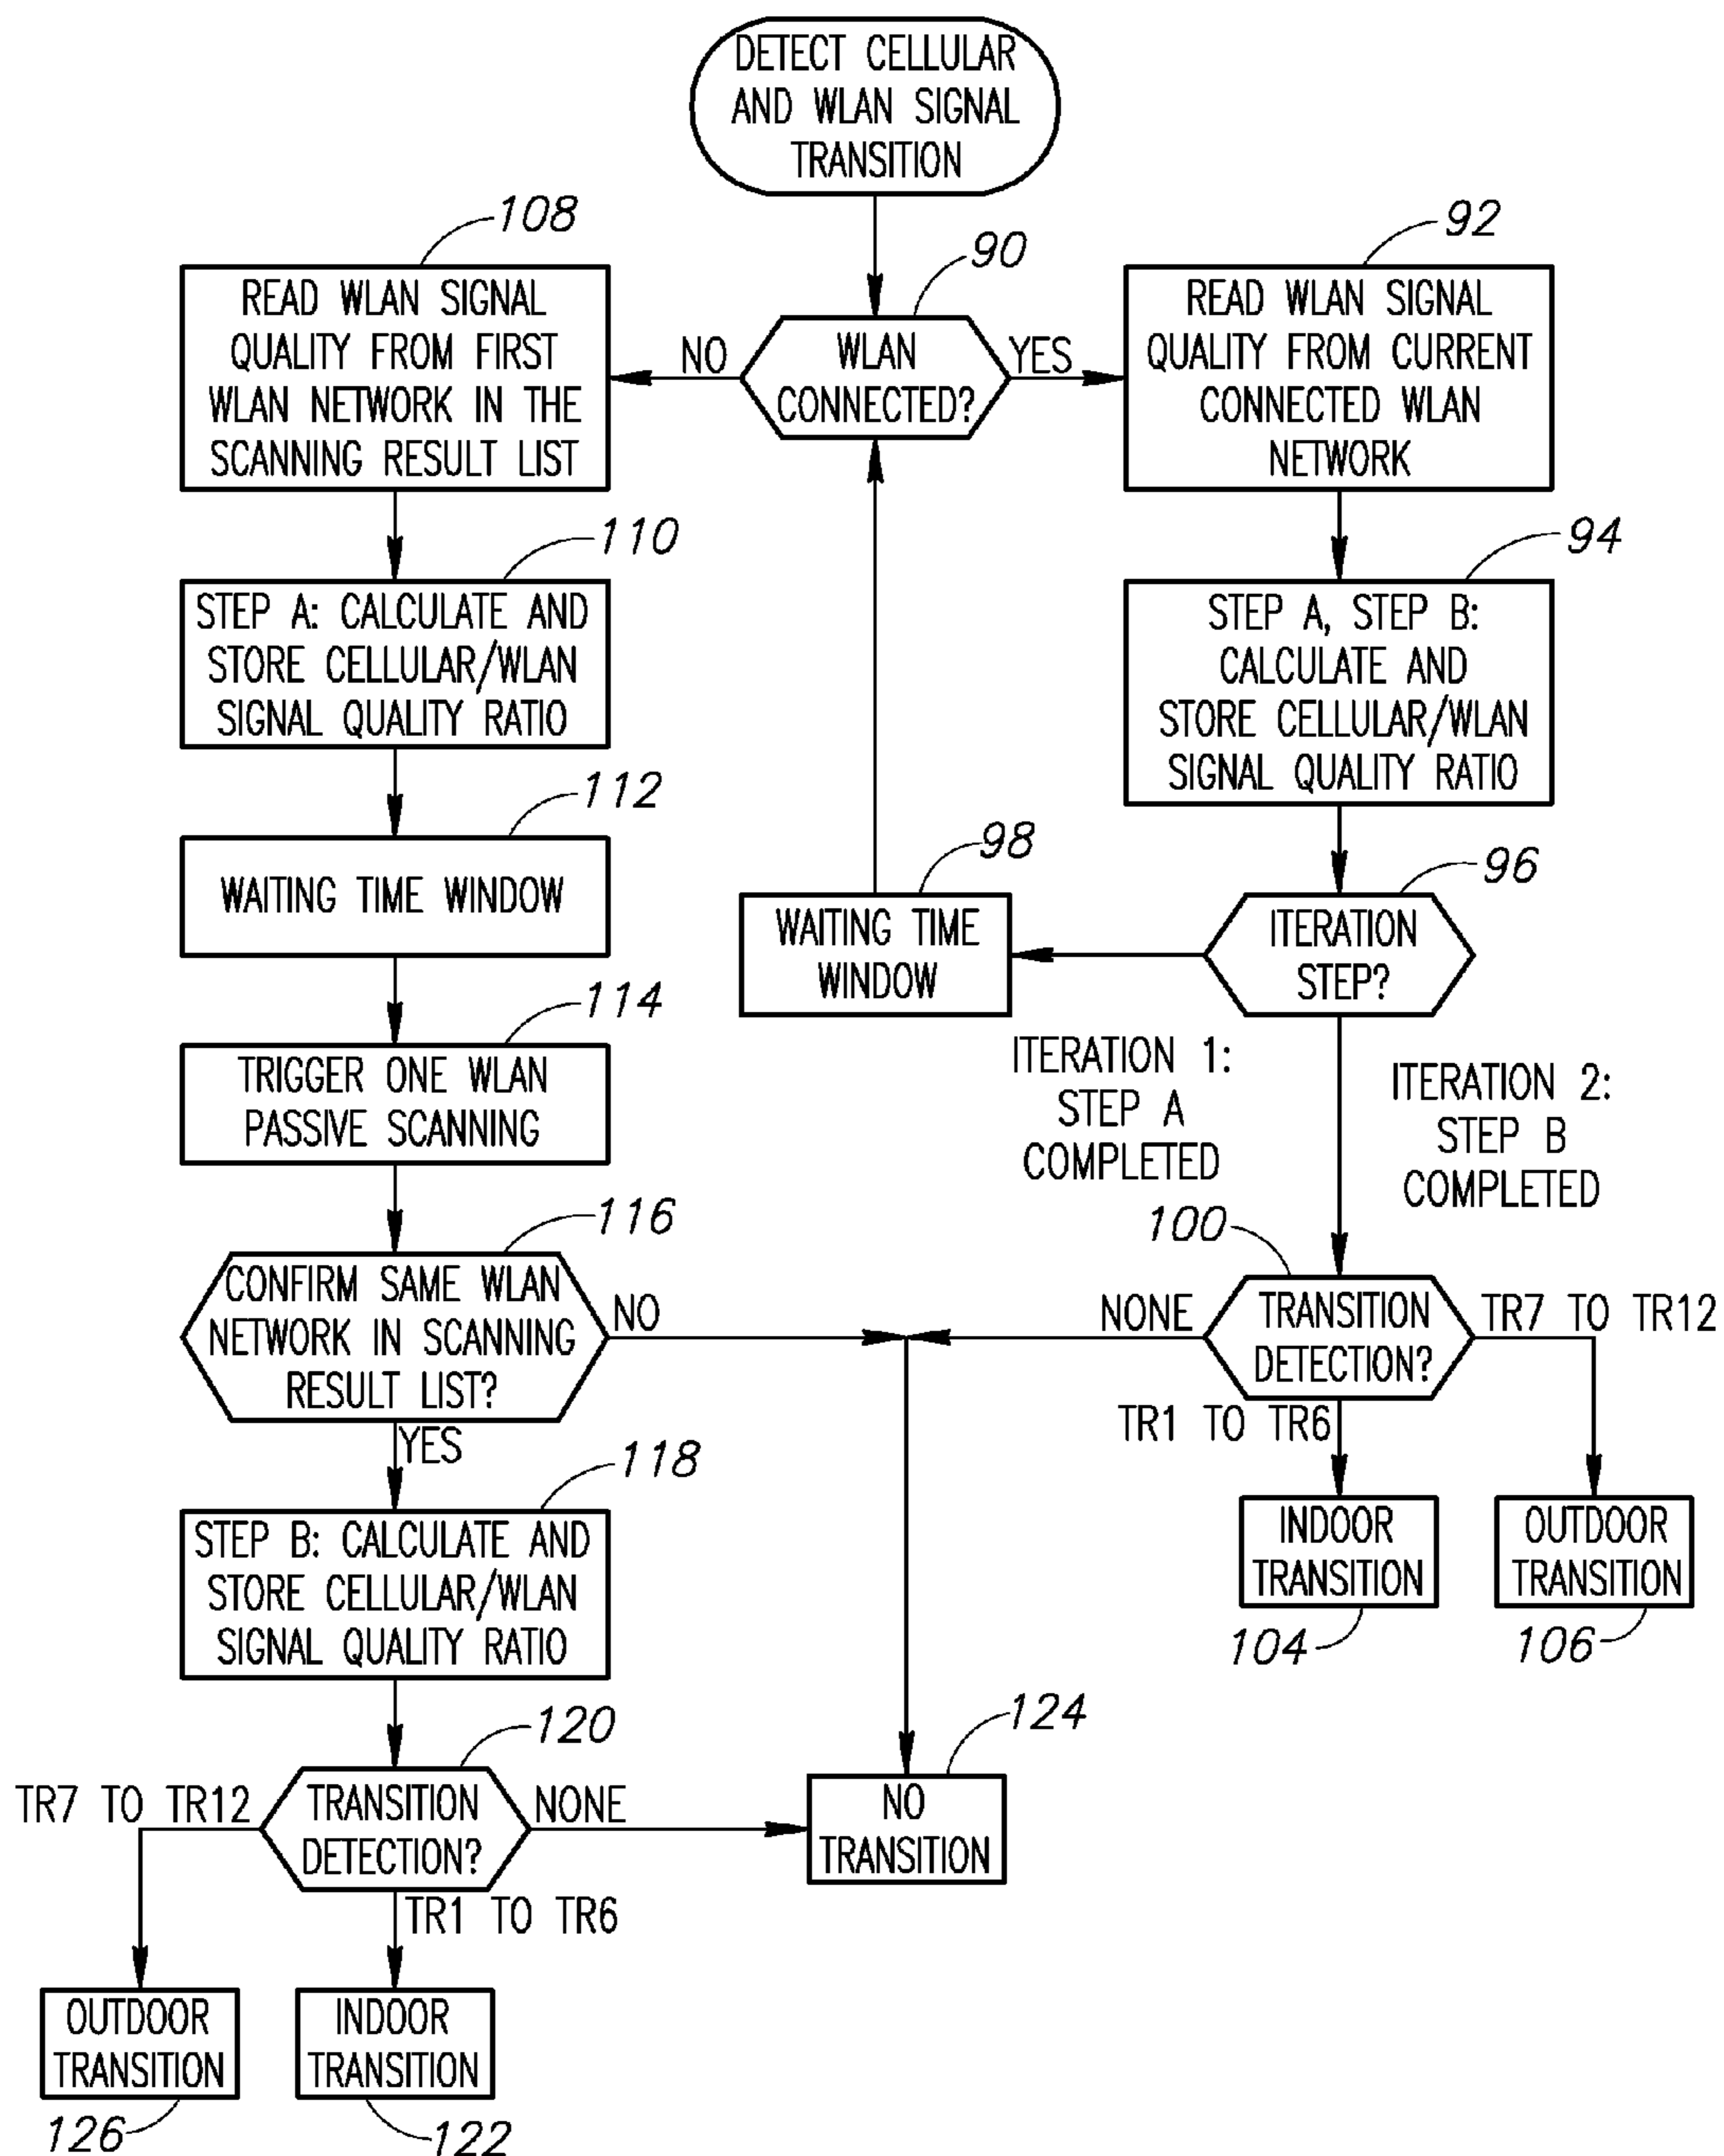 DETECT CELLULAR
AND WLAN SIGNAL
TRANSITION
108
READ WLAN SIGNAL
QUALITY FROM FIRST
WLAN NETWORK IN THE
SCANNING RESULT LIST
NO
90
WLAN
CONNECTED?
YES
92
READ WLAN SIGNAL
QUALITY FROM CURRENT
CONNECTED WLAN
NETWORK
110
STEP A: CALCULATE AND
STORE CELLULAR/WLAN
SIGNAL QUALITY RATIO
94
STEP A, STEP B:
CALCULATE AND
STORE CELLULAR/WLAN
SIGNAL QUALITY RATIO
112
WAITING TIME WINDOW
98
WAITING TIME
WINDOW
96
ITERATION
STEP?
114
TRIGGER ONE WLAN
PASSIVE SCANNING
ITERATION 1:
STEP A
COMPLETED
ITERATION 2:
STEP B
COMPLETED
116
CONFIRM SAME WLAN
NETWORK IN SCANNING
RESULT LIST?
NO
YES
100
NONE
TRANSITION
DETECTION?
TR7 TO TR12
TR1 TO TR6
118
STEP B: CALCULATE AND
STORE CELLULAR/WLAN
SIGNAL QUALITY RATIO
INDOOR
TRANSITION
104
OUTDOOR
TRANSITION
106
120
TR7 TO TR12
TRANSITION
DETECTION?
NONE
TR1 TO TR6
124
NO
TRANSITION
OUTDOOR
TRANSITION
126
INDOOR
TRANSITION
122